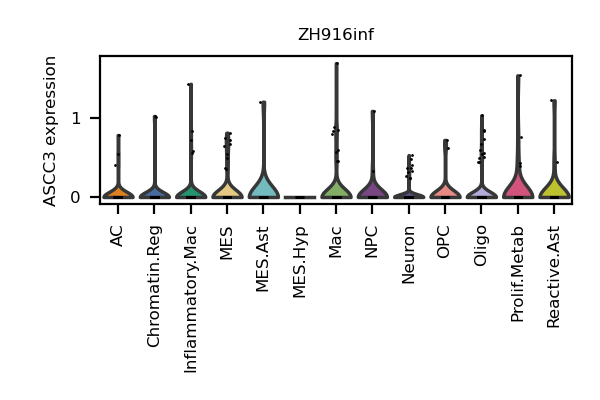 ZH916inf
ASCC3 expression
1
0
AC
Chromatin.Reg
Inflammatory.Mac
MES
MES.Ast
MES.Hyp
Mac
NPC
Neuron
OPC
Oligo
Prolif.Metab
Reactive.Ast